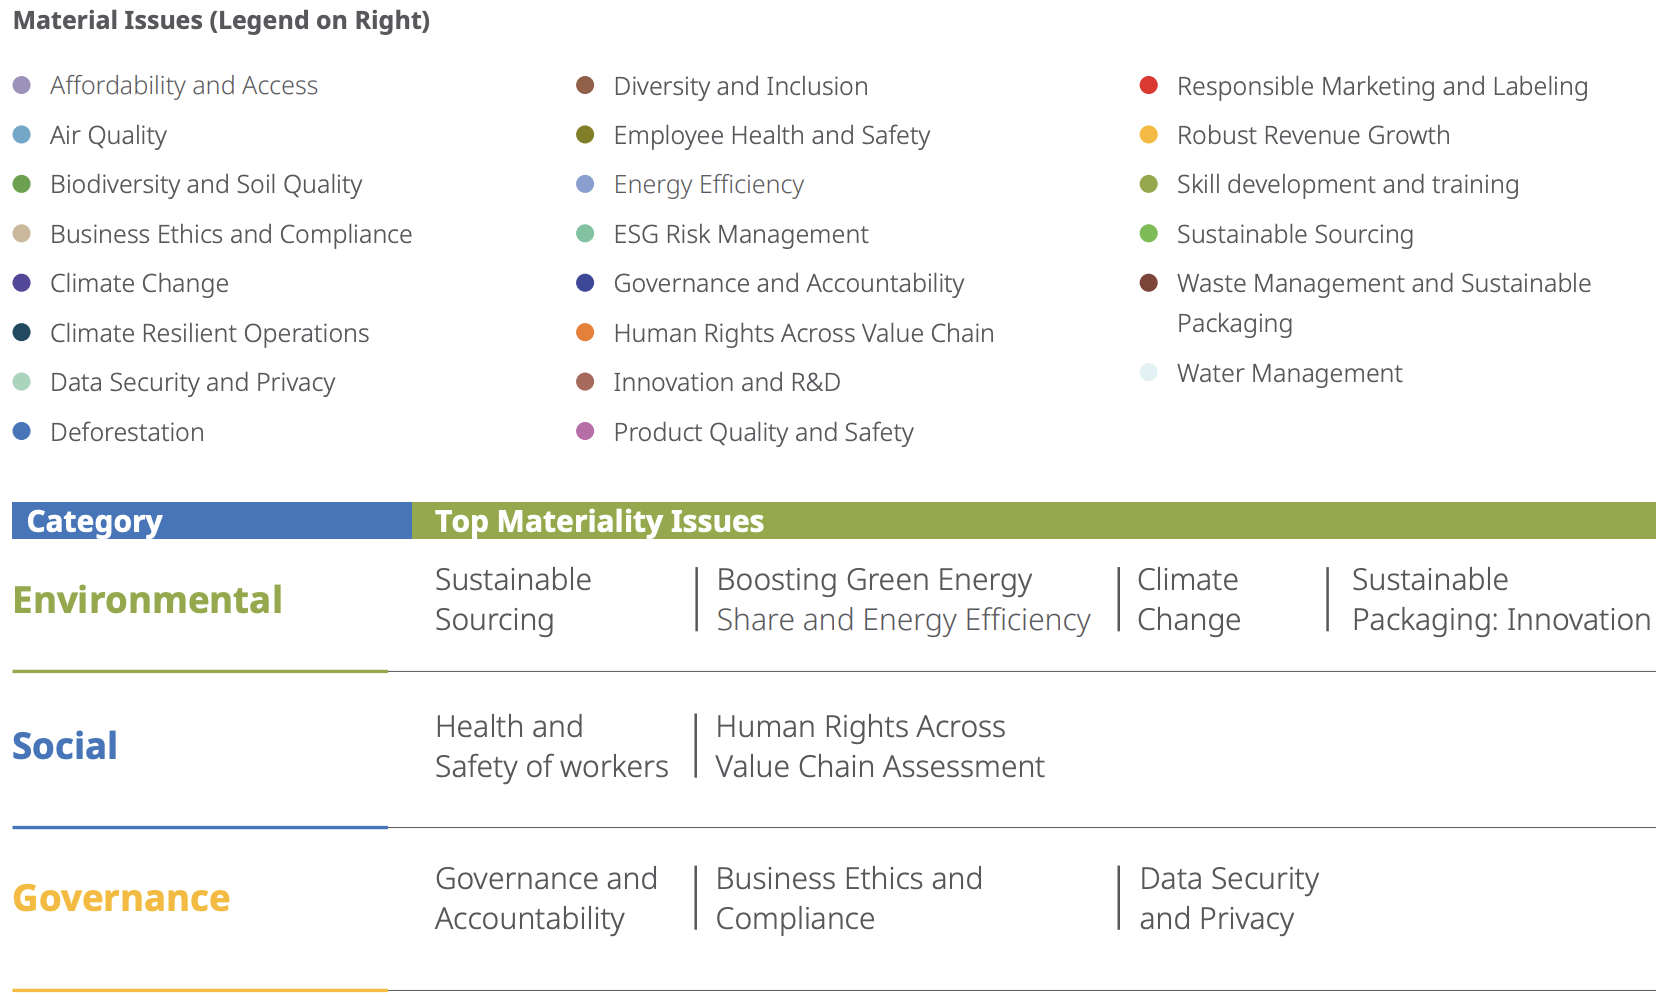 Material Issues (Legend on Right)
Affordability and Access
Air Quality
Biodiversity and Soil Quality
Business Ethics and Compliance
Climate Change
Climate Resilient Operations
Data Security and Privacy
Deforestation
Diversity and Inclusion
Employee Health and Safety
Energy Efficiency
ESG Risk Management
Governance and Accountability
Human Rights Across Value Chain
Innovation and R&D
Product Quality and Safety
Responsible Marketing and Labeling
Robust Revenue Growth
Skill development and training
Sustainable Sourcing
Waste Management and Sustainable
Packaging
Water Management
Category
Top Materiality Issues
Environmental
Sustainable
Sourcing
Boosting Green Energy
Share and Energy Efficiency
Climate
Change
Sustainable
Packaging: Innovation
Social
Health and
Safety of workers
Human Rights Across
Value Chain Assessment
Governance
Governance and
Accountability
Business Ethics and
Compliance
Data Security
and Privacy